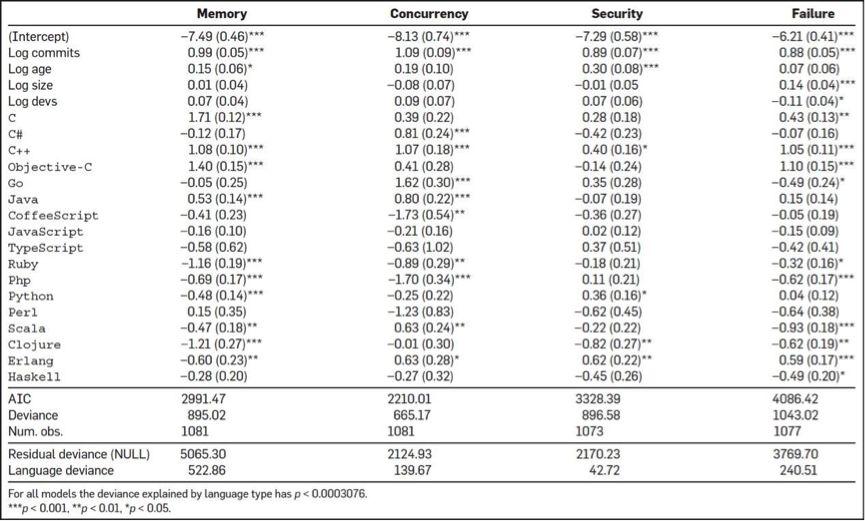 Memory Concurrency Security Failure
(Intercept) −7.49 (0.46)*** −8.13 (0.74)*** −7.29 (0.58)*** −6.21 (0.41)***
Log commits 0.99 (0.05)*** 1.09 (0.09)*** 0.89 (0.07)*** 0.88 (0.05)***
Log age 0.15 (0.06)* 0.19 (0.10) 0.30 (0.08)*** 0.07 (0.06)
Log size 0.01 (0.04) −0.08 (0.07) −0.01 (0.05 0.14 (0.04)***
Log devs 0.07 (0.04) 0.09 (0.07) 0.07 (0.06) −0.11 (0.04)*
C 1.71 (0.12)*** 0.39 (0.22) 0.28 (0.18) 0.43 (0.13)**
C# −0.12 (0.17) 0.81 (0.24)*** −0.42 (0.23) −0.07 (0.16)
C++ 1.08 (0.10)*** 1.07 (0.18)*** 0.40 (0.16)* 1.05 (0.11)***
Objective-C 1.40 (0.15)*** 0.41 (0.28) −0.14 (0.24) 1.10 (0.15)***
Go −0.05 (0.25) 1.62 (0.30)*** 0.35 (0.28) −0.49 (0.24)*
Java 0.53 (0.14)*** 0.80 (0.22)*** −0.07 (0.19) 0.15 (0.14)
CoffeeScript −0.41 (0.23) −1.73 (0.54)** −0.36 (0.27) −0.05 (0.19)
JavaScript −0.16 (0.10) −0.21 (0.16) 0.02 (0.12) −0.15 (0.09)
TypeScript −0.58 (0.62) −0.63 (1.02) 0.37 (0.51) −0.42 (0.41)
Ruby −1.16 (0.19)*** −0.89 (0.29)** −0.18 (0.21) −0.32 (0.16)*
Php −0.69 (0.17)*** −1.70 (0.34)*** 0.11 (0.21) −0.62 (0.17)***
Python −0.48 (0.14)*** −0.25 (0.22) 0.36 (0.16)* 0.04 (0.12)
Perl 0.15 (0.35) −1.23 (0.83) −0.62 (0.45) −0.64 (0.38)
Scala −0.47 (0.18)** 0.63 (0.24)** −0.22 (0.22) −0.93 (0.18)***
Clojure −1.21 (0.27)*** −0.01 (0.30) −0.82 (0.27)** −0.62 (0.19)**
Erlang −0.60 (0.23)** 0.63 (0.28)* 0.62 (0.22)** 0.59 (0.17)***
Haskell −0.28 (0.20) −0.27 (0.32) −0.45 (0.26) −0.49 (0.20)*
AIC 2991.47 2210.01 3328.39 4086.42
Deviance 895.02 665.17 896.58 1043.02
Num. obs. 1081 1081 1073 1077
Residual deviance (NULL) 5065.30 2124.93 2170.23 3769.70
Language deviance 522.86 139.67 42.72 240.51
For all models the deviance explained by language type has p < 0.0003076.
***p < 0.001, **p < 0.01, *p < 0.05.